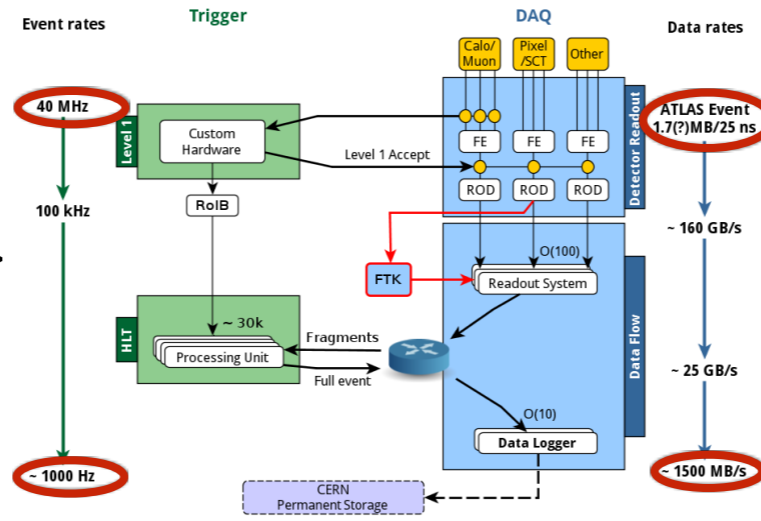 Trigger
DAQ
Event rates
Data rates
Calo/
Muon
Pixel
/SCT
Other
40 MHz
ATLAS Event
1.7(?)MB/25 ns
Level 1
Custom
Hardware
FE
FE
FE
Detector Readout
Level 1 Accept
ROD
ROD
ROD
100 kHz
RoIB
~ 160 GB/s
O(100)
FTK
Readout System
HLT
~ 30k
Processing Unit
Fragments
Full event
Data Flow
~ 25 GB/s
O(10)
Data Logger
~ 1000 Hz
~ 1500 MB/s
CERN
Permanent Storage